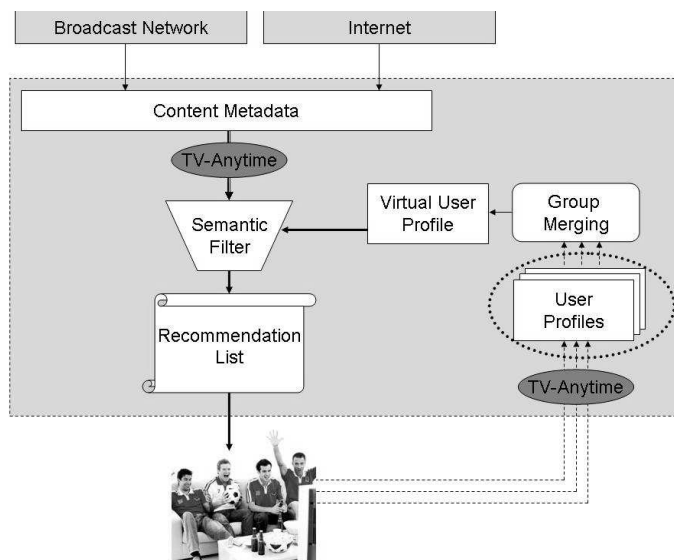 Broadcast Network
Internet
Content Metadata
TV-Anytime
Semantic
Filter
Virtual User
Profile
Group
Merging
User
Profiles
Recommendation
List
TV-Anytime